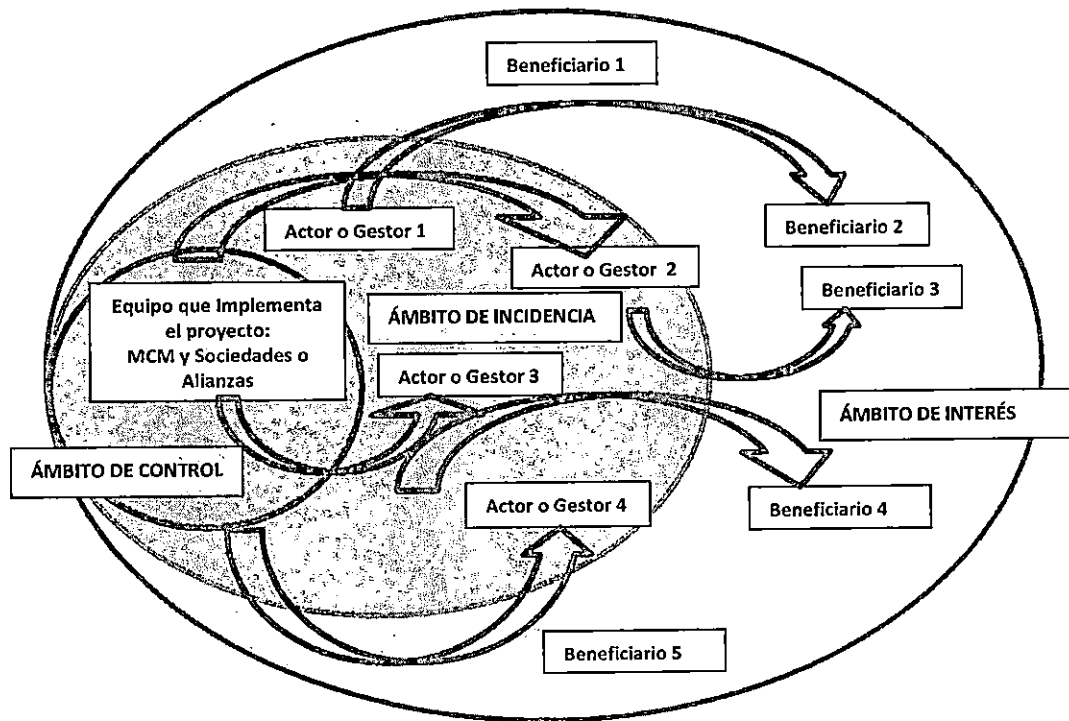 Beneficiario 1
Actor o Gestor 1
Beneficiario 2
Actor o Gestor 2
Beneficiario 3
Equipo que Implementa
el proyecto:
MCM y Sociedades o
Alianzas
ÁMBITO DE INCIDENCIA
Actor o Gestor 3
ÁMBITO DE INTERÉS
ÁMBITO DE CONTROL
Actor o Gestor 4
Beneficiario 4
Beneficiario 5